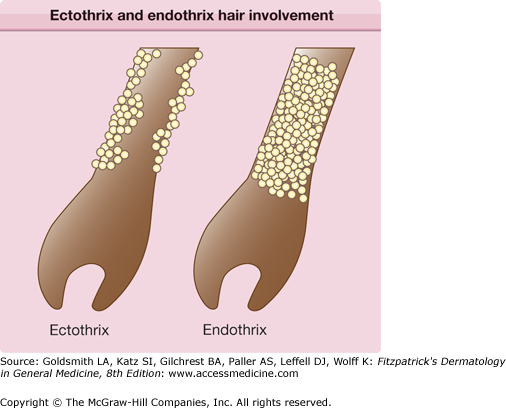 Ectothrix and endothrix hair involvement
Ectothrix
Endothrix
Source: Goldsmith LA, Katz SI, Gilchrest BA, Paller AS, Leffell DJ, Wolff K: Fitzpatrick's Dermatology
in General Medicine, 8th Edition: www.accessmedicine.com
Copyright © The McGraw-Hill Companies, Inc. All rights reserved.